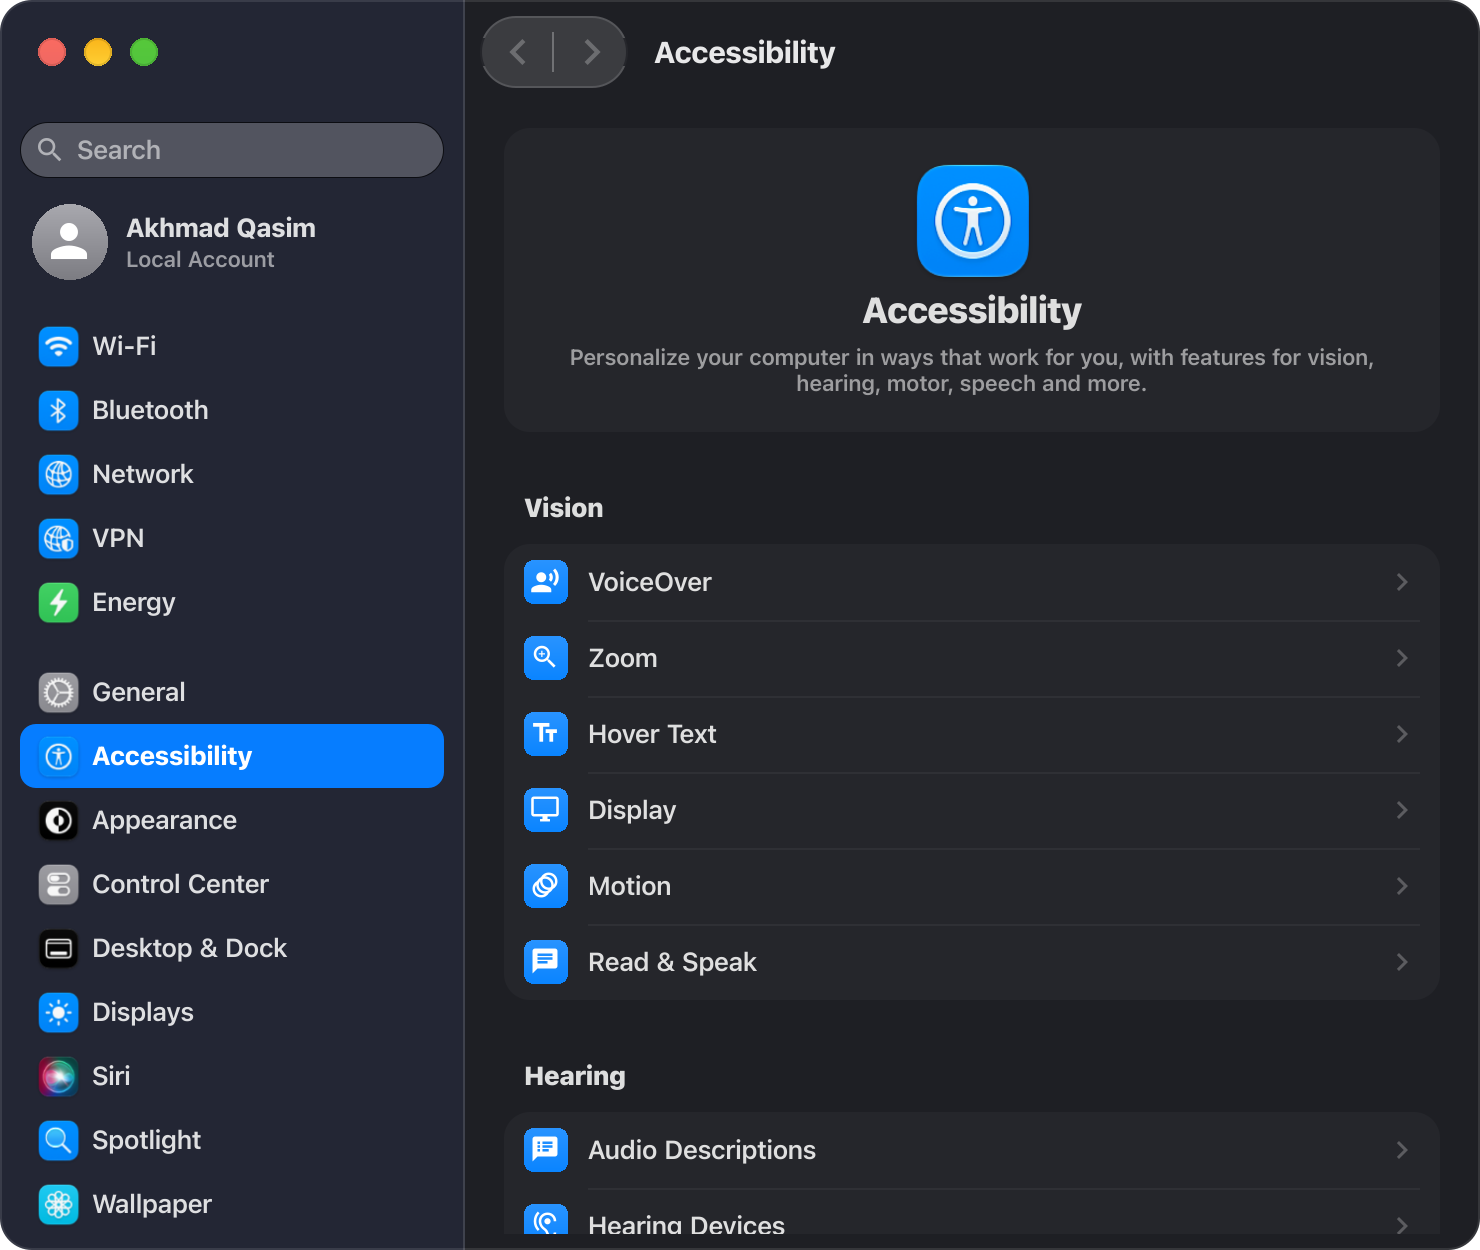 Search
Akhmad Qasim
Local Account
Wi-Fi
Bluetooth
Network
VPN
Energy
General
Accessibility
Appearance
Control Center
Desktop & Dock
Displays
Siri
Spotlight
Wallpaper
Accessibility
Accessibility
Personalize your computer in ways that work for you, with features for vision,
hearing, motor, speech and more.
Vision
VoiceOver
Zoom
Hover Text
Display
Motion
Read & Speak
Hearing
Audio Descriptions
Hearing Devices